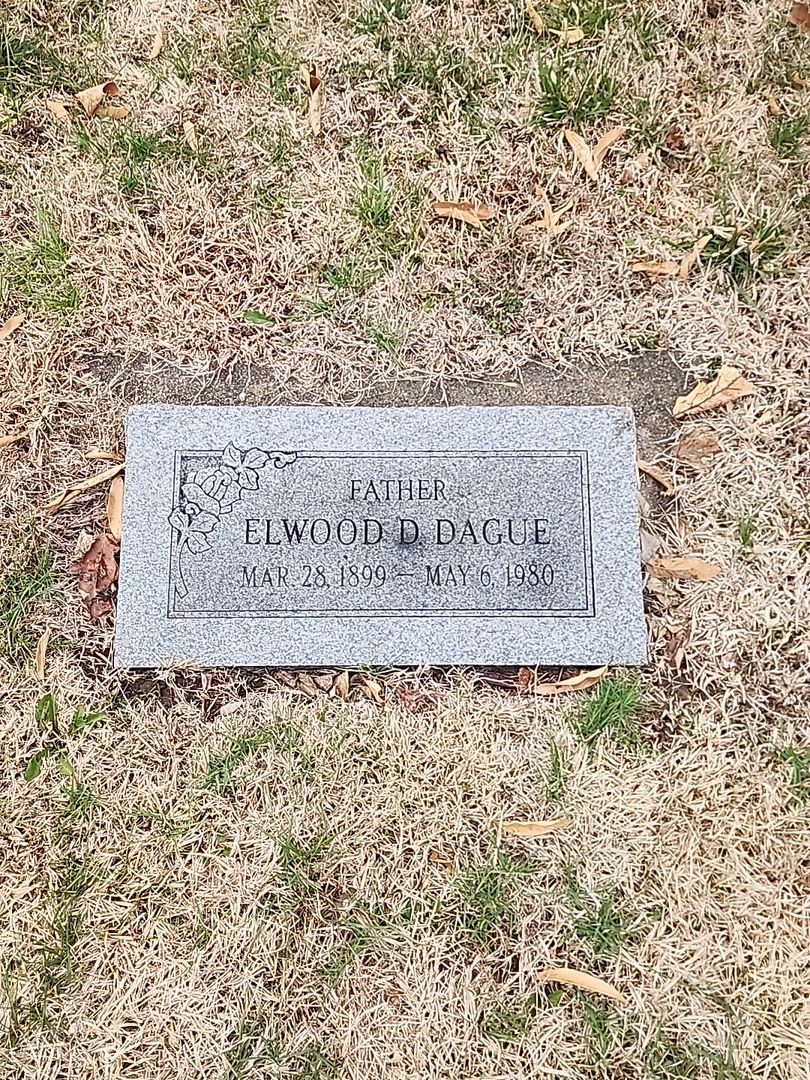 FATHER
ELWOOD D. DAGUE
MAR. 28, 1899 — MAY 6, 1980